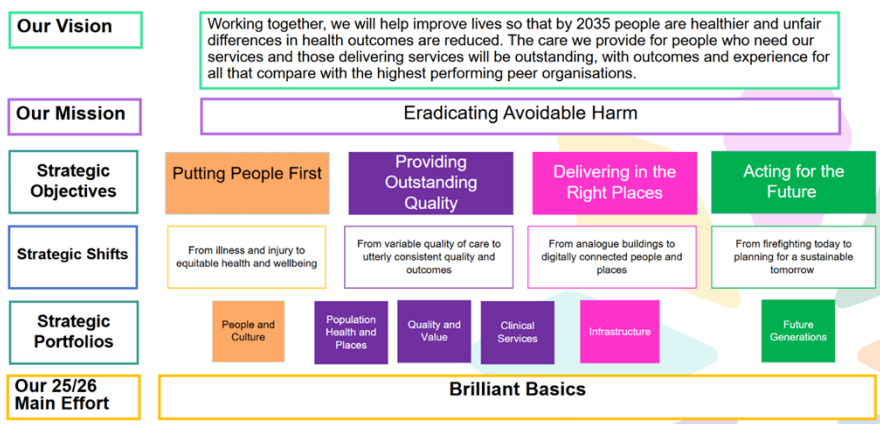 Our Vision
Working together, we will help improve lives so that by 2035 people are healthier and unfair
differences in health outcomes are reduced. The care we provide for people who need our
services and those delivering services will be outstanding, with outcomes and experience for
all that compare with the highest performing peer organisations.
Our Mission
Eradicating Avoidable Harm
Strategic
Objectives
Putting People First
Providing
Outstanding
Quality
Delivering in the
Right Places
Acting for the
Future
Strategic Shifts
From illness and injury to
equitable health and wellbeing
From variable quality of care to
utterly consistent quality and
outcomes
From analogue buildings to
digitally connected people and
places
From firefighting today to
planning for a sustainable
tomorrow
Strategic
Portfolios
People and
Culture
Population
Health and
Places
Quality and
Value
Clinical
Services
Infrastructure
Future
Generations
Our 25/26
Main Effort
Brilliant Basics